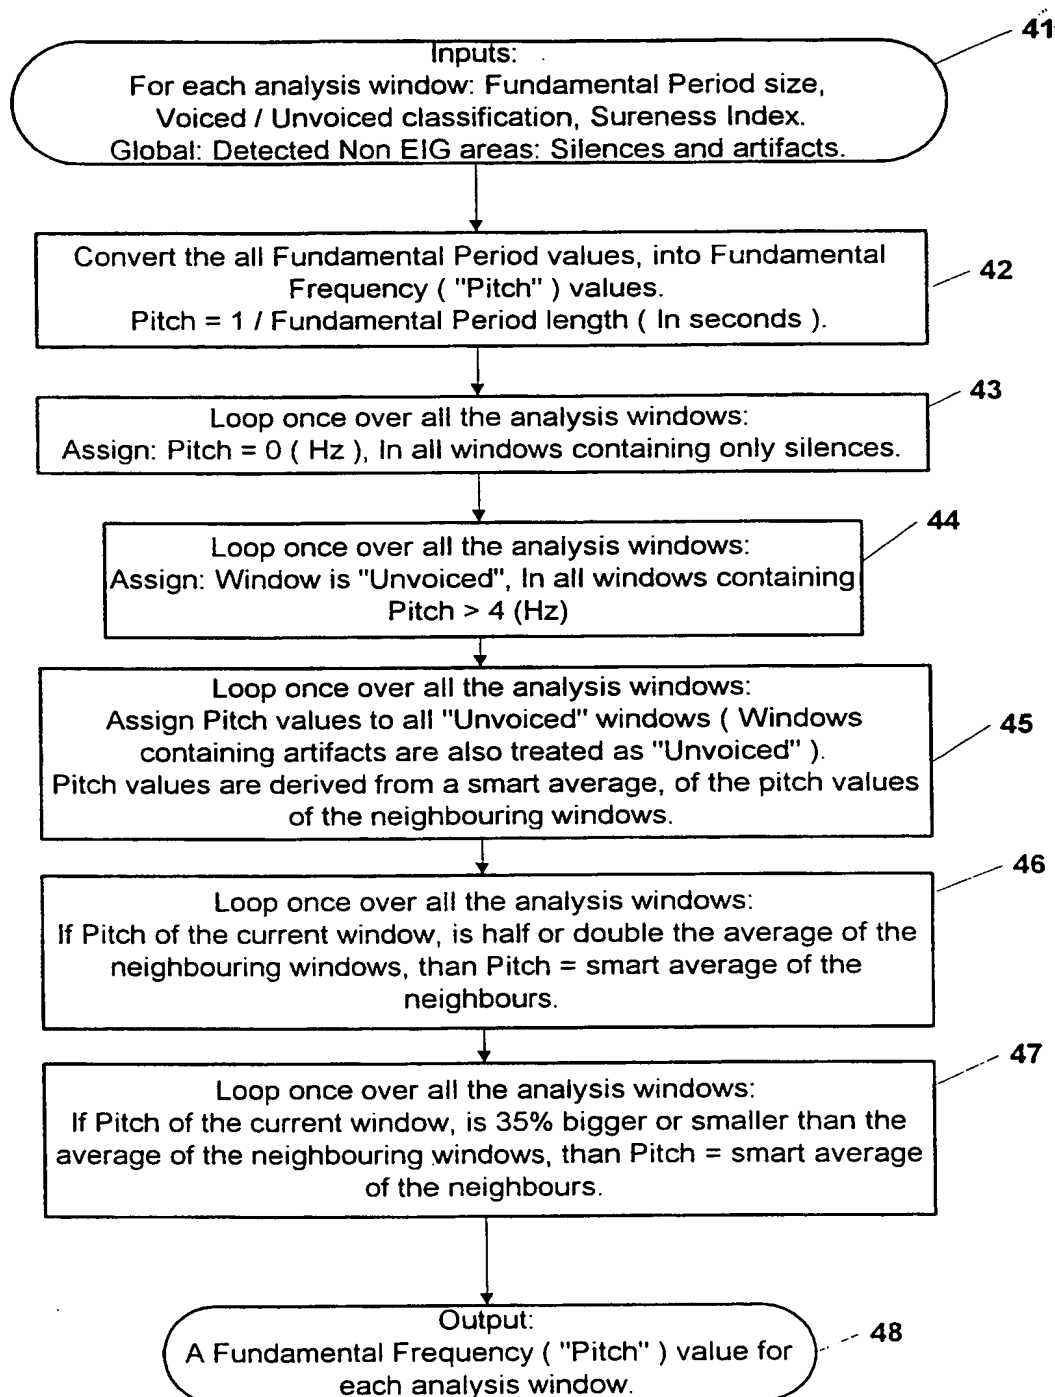 41
Inputs:
For each analysis window: Fundamental Period size,
Voiced / Unvoiced classification, Sureness Index.
Global: Detected Non EIG areas: Silences and artifacts.
Convert the all Fundamental Period values, into Fundamental
Frequency ( "Pitch" ) values.
Pitch = 1 / Fundamental Period length ( In seconds ).
42
43
Loop once over all the analysis windows:
Assign: Pitch = 0 ( Hz ), In all windows containing only silences.
44
Loop once over all the analysis windows:
Assign: Window is "Unvoiced", In all windows containing
Pitch > 4 (Hz)
Loop once over all the analysis windows:
Assign Pitch values to all "Unvoiced" windows ( Windows
containing artifacts are also treated as "Unvoiced" ).
Pitch values are derived from a smart average, of the pitch values
of the neighbouring windows.
45
46
Loop once over all the analysis windows:
If Pitch of the current window, is half or double the average of the
neighbouring windows, than Pitch = smart average of the
neighbours.
47
Loop once over all the analysis windows:
If Pitch of the current window, is 35% bigger or smaller than the
average of the neighbouring windows, than Pitch = smart average
of the neighbours.
Output:
A Fundamental Frequency ( "Pitch" ) value for
each analysis window.
48